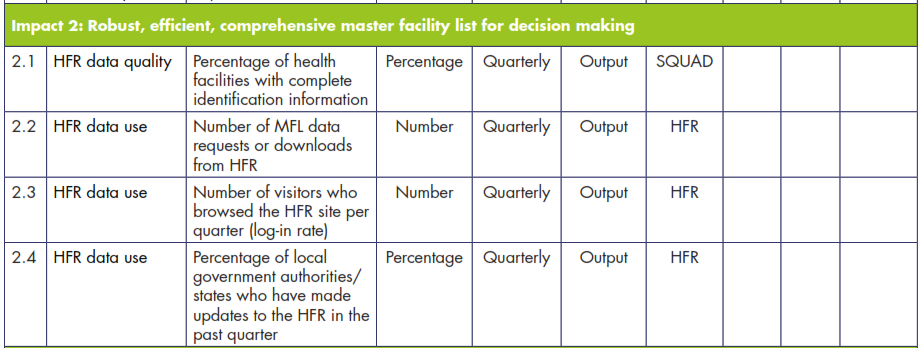 Impact 2: Robust, efficient, comprehensive master facility list for decision making
2.1 HFR data quality Percentage of health Percentage Quarterly Output SQUAD
facilities with complete
identification information
2.2 HFR data use Number of MFL data Number Quarterly Output HFR
requests or downloads
from HFR
2.3 HFR data use Number of visitors who Number Quarterly Output HFR
browsed the HFR site per
quarter (log-in rate)
2.4 HFR data use Percentage of local Percentage Quarterly Output HFR
government authorities/
states who have made
updates to the HFR in the
past quarter